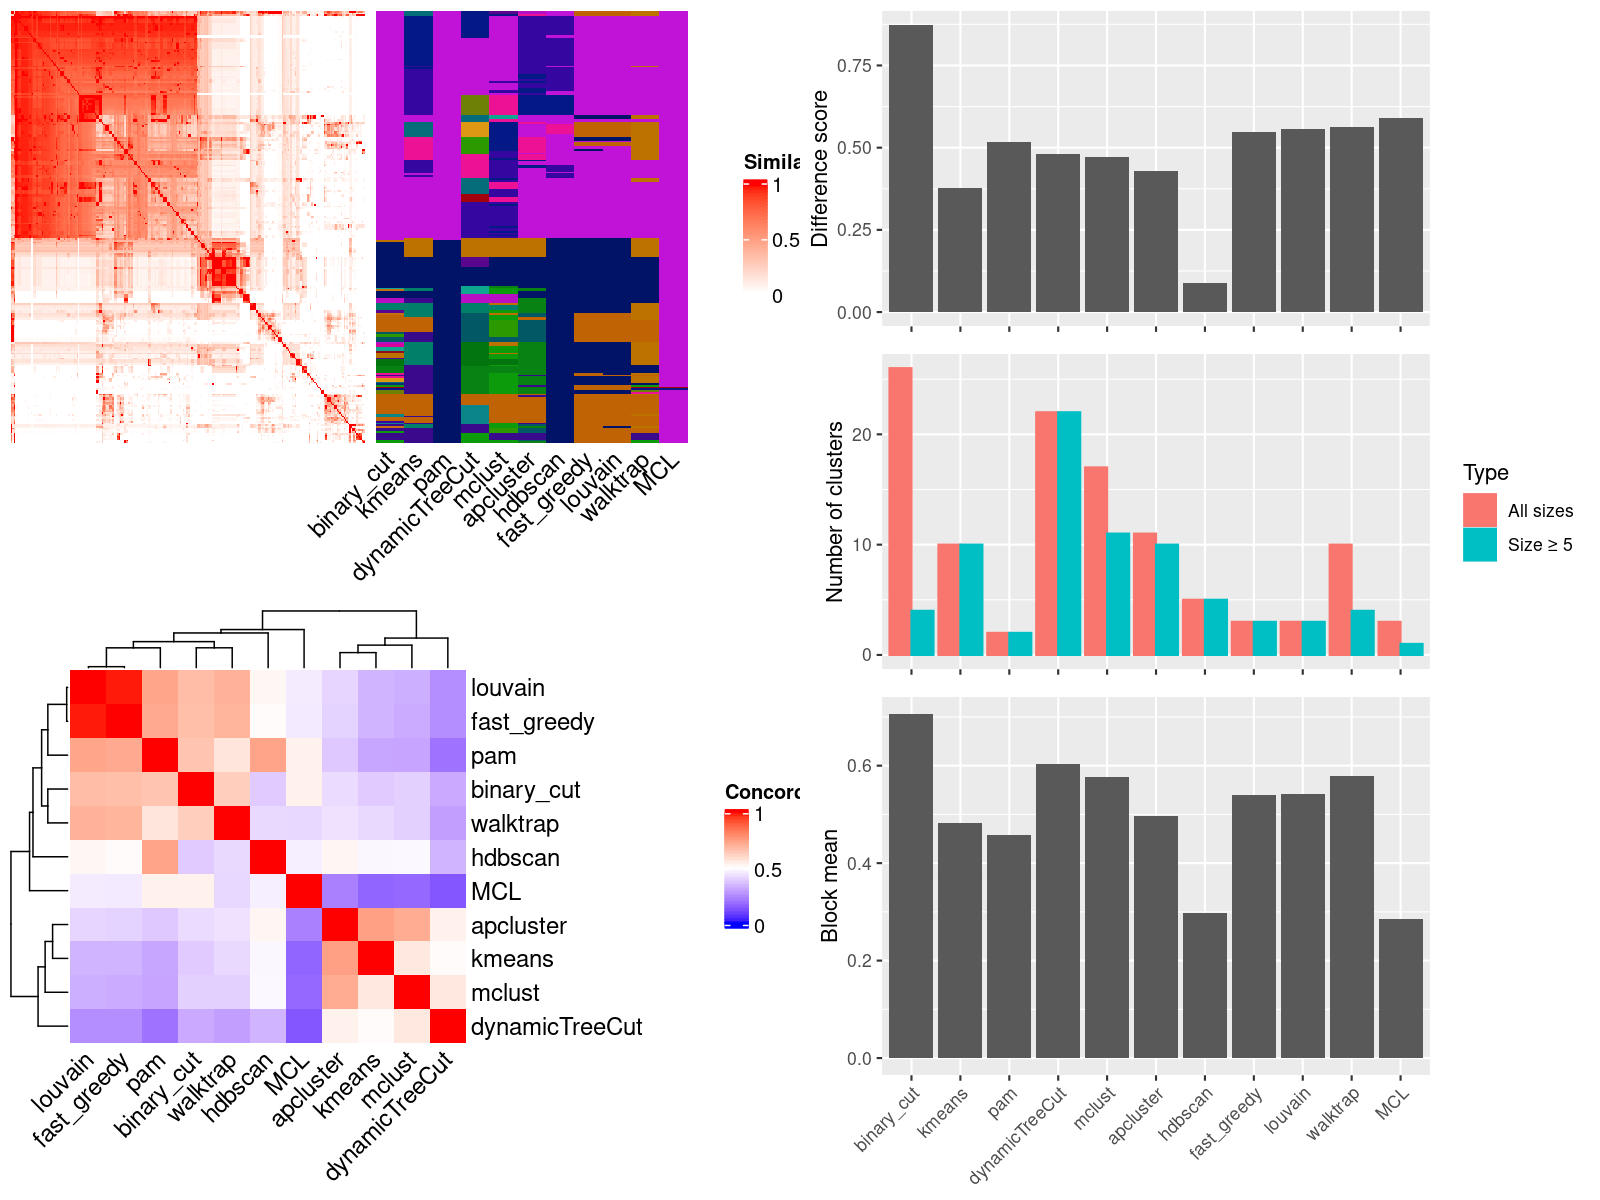 Simila
1
0.5
0
binary_cut
kmeans
pam
dynamicTreeCut
mclust
apcluster
hdbscan
fast_greedy
louvain
walktrap
MCL
louvain
fast_greedy
pam
binary_cut
walktrap
hdbscan
MCL
apcluster
kmeans
mclust
dynamicTreeCut
louvain
fast_greedy
pam
binary_cut
walktrap
hdbscan
MCL
apcluster
kmeans
mclust
dynamicTreeCut
Concord
1
0.5
0
Difference score
0.75
0.50
0.25
0.00
Number of clusters
20
10
0
Type
All sizes
Size ≥ 5
Block mean
0.6
0.4
0.2
0.0
binary_cut
kmeans
pam
dynamicTreeCut
mclust
apcluster
hdbscan
fast_greedy
louvain
walktrap
MCL